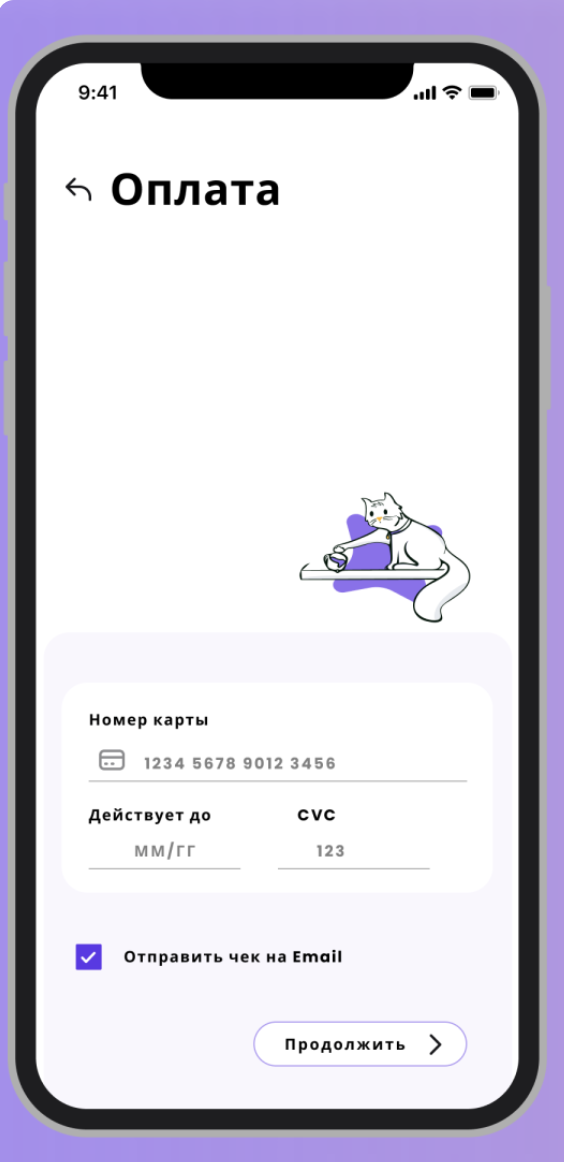 9:41
Оплата
Номер карты
1234 5678 9012 3456
Действует до CVC
ММ/ГГ 123
Отправить чек на Email
Продолжить